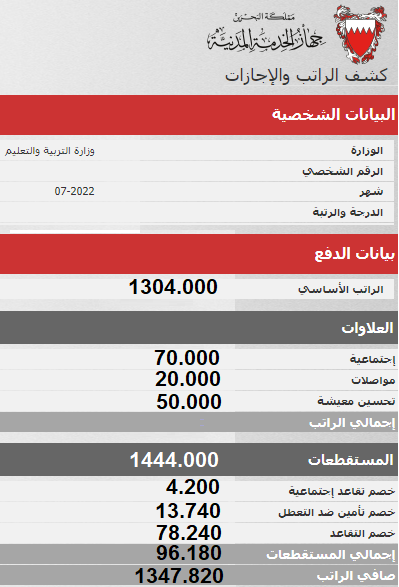 مملكة البحرين
جهاز الخدمة المدنية
كشف الراتب والإجازات
البيانات الشخصية
الوزارة وزارة التربية والتعليم
الرقم الشخصي
شهر 07-2022
الدرجة والرتبة
بيانات الدفع
الراتب الأساسي 1304.000
العلاوات
إجتماعية 70.000
مواصلات 20.000
تحسين معيشة 50.000
إجمالي الراتب
المستقطعات 1444.000
خصم تقاعد إجتماعية 4.200
خصم تأمين ضد التعطل 13.740
خصم التقاعد 78.240
إجمالي المستقطعات 96.180
صافي الراتب 1347.820